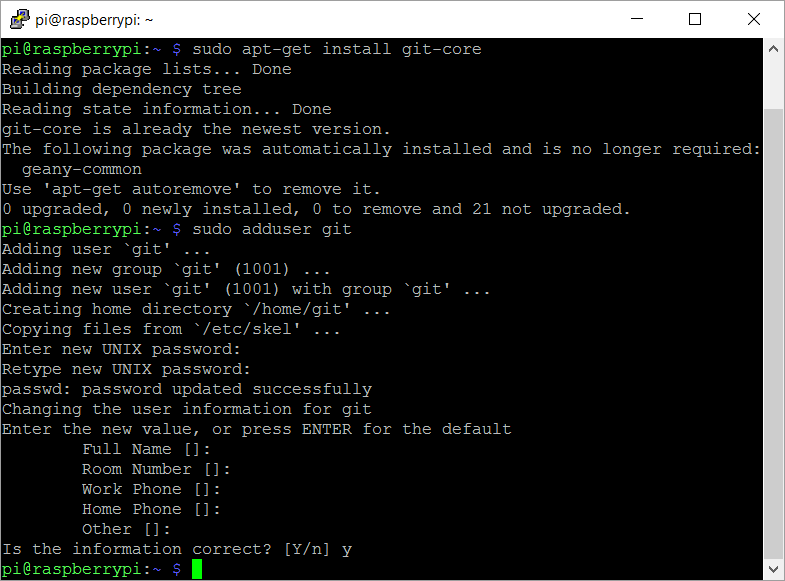 pi@raspberrypi: ~
pi@raspberrypi:~ $ sudo apt-get install git-core
Reading package lists... Done
Building dependency tree
Reading state information... Done
git-core is already the newest version.
The following package was automatically installed and is no longer required:
  geany-common
Use 'apt-get autoremove' to remove it.
0 upgraded, 0 newly installed, 0 to remove and 21 not upgraded.
pi@raspberrypi:~ $ sudo adduser git
Adding user `git' ...
Adding new group `git' (1001) ...
Adding new user `git' (1001) with group `git' ...
Creating home directory `/home/git' ...
Copying files from `/etc/skel' ...
Enter new UNIX password:
Retype new UNIX password:
passwd: password updated successfully
Changing the user information for git
Enter the new value, or press ENTER for the default
        Full Name []:
        Room Number []:
        Work Phone []:
        Home Phone []:
        Other []:
Is the information correct? [Y/n] y
pi@raspberrypi:~ $